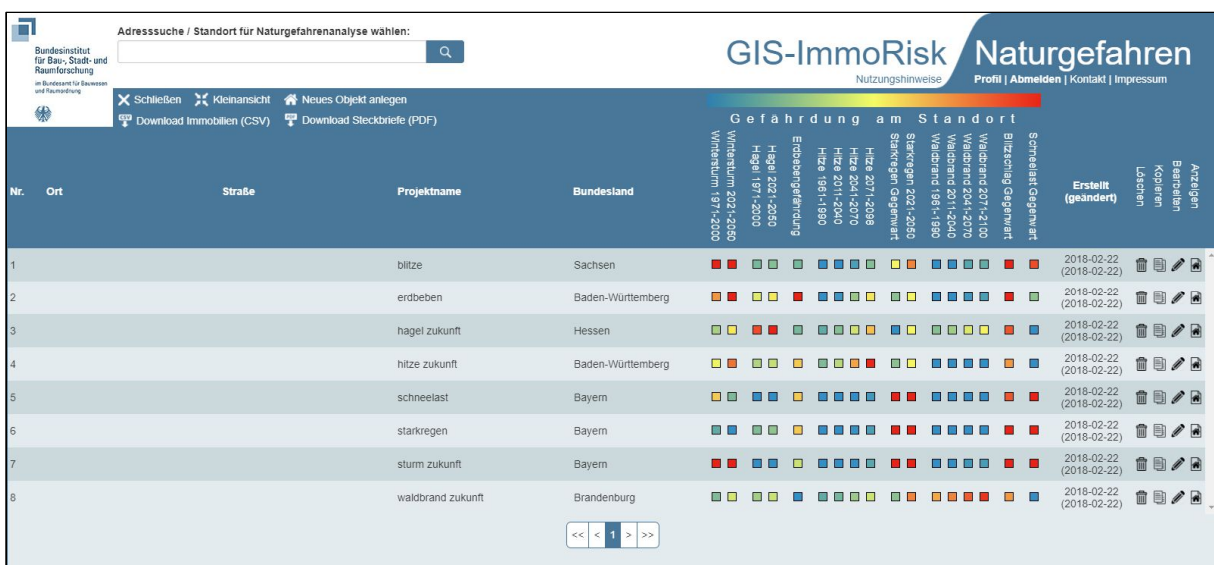 Bundesinstitut
für Bau-, Stadt- und
Raumforschung
im Bundesamt für Bauwesen
und Raumordnung
Adresssuche / Standort für Naturgefahrenanalyse wählen:
GIS-ImmoRisk Naturgefahren
Nutzungshinweise Profil | Abmelden | Kontakt | Impressum
Schließen Kleinansicht Neues Objekt anlegen
CSV Download Immobilien (CSV) PDF Download Steckbriefe (PDF)
Gefährdung am Standort
Nr. Ort Straße Projektname Bundesland
Wintersturm 1971-2000
Wintersturm 2021-2050
Hagel 1971-2000
Hagel 2021-2050
Erdbebengefährdung
Hitze 1961-1990
Hitze 2011-2040
Hitze 2041-2070
Hitze 2071-2098
Starkregen Gegenwart
Starkregen 2021-2050
Waldbrand 1961-1990
Waldbrand 2011-2040
Waldbrand 2041-2070
Waldbrand 2071-2100
Blitzschlag Gegenwart
Schneelast Gegenwart
Erstellt
(geändert)
Löschen
Kopieren
Bearbeiten
Anzeigen
1 blitze Sachsen 2018-02-22
(2018-02-22)
2 erdbeben Baden-Württemberg 2018-02-22
(2018-02-22)
3 hagel zukunft Hessen 2018-02-22
(2018-02-22)
4 hitze zukunft Baden-Württemberg 2018-02-22
(2018-02-22)
5 schneelast Bayern 2018-02-22
(2018-02-22)
6 starkregen Bayern 2018-02-22
(2018-02-22)
7 sturm zukunft Bayern 2018-02-22
(2018-02-22)
8 waldbrand zukunft Brandenburg 2018-02-22
(2018-02-22)
<< < 1 > >>